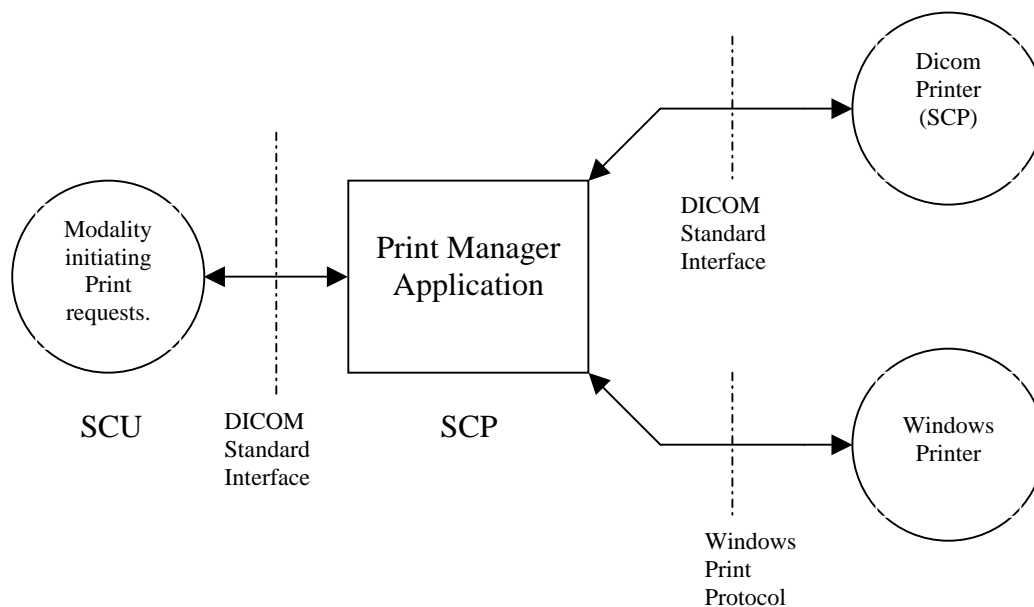 Modality
initiating
Print
requests.
SCU
DICOM
Standard
Interface
Print Manager
Application
SCP
DICOM
Standard
Interface
Dicom
Printer
(SCP)
Windows
Print
Protocol
Windows
Printer